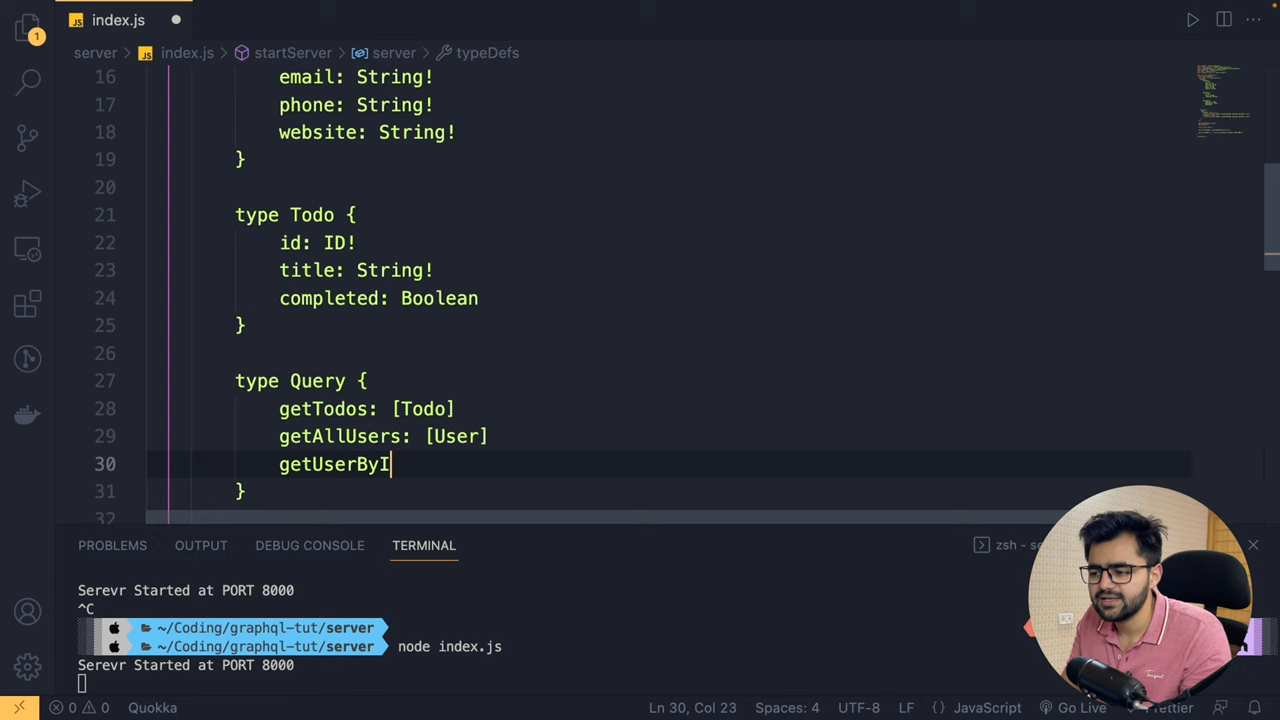 index.js
server > index.js > startServer > server > typeDefs
16 email: String!
17 phone: String!
18 website: String!
19 }
20
21 type Todo {
22 id: ID!
23 title: String!
24 completed: Boolean
25 }
26
27 type Query {
28 getTodos: [Todo]
29 getAllUsers: [User]
30 getUserByI
31 }
32
PROBLEMS OUTPUT DEBUG CONSOLE TERMINAL zsh
Serevr Started at PORT 8000
^C
~/Coding/graphql-tut/server
~/Coding/graphql-tut/server node index.js
Serevr Started at PORT 8000
0 0 Quokka Ln 30, Col 23 Spaces: 4 UTF-8 LF {} JavaScript Go Live Prettier
1